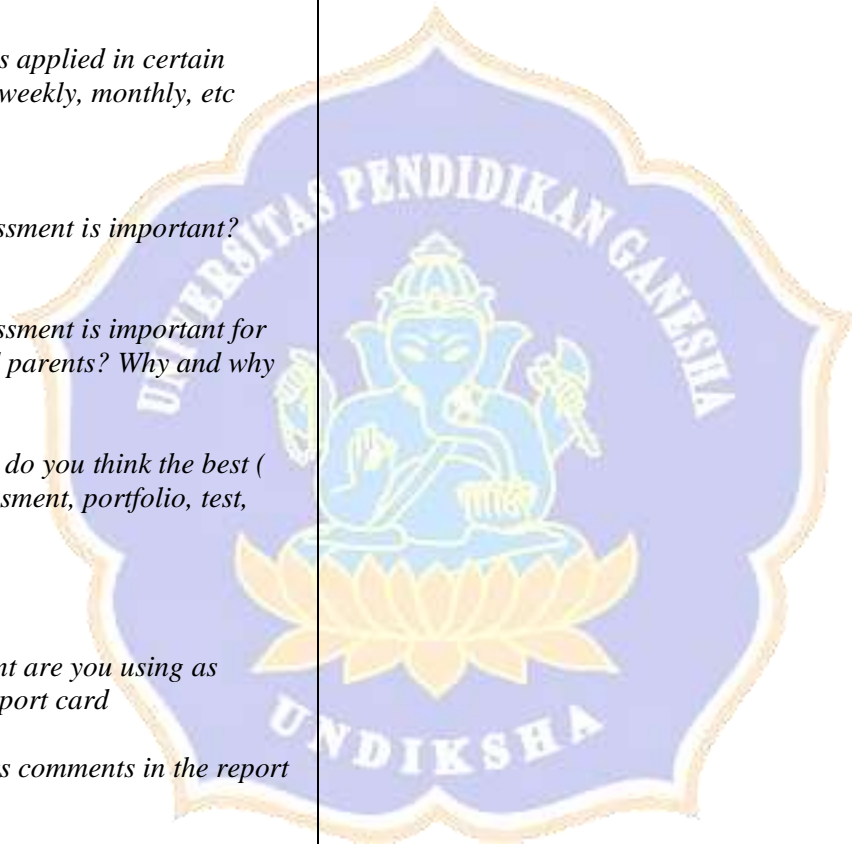 s applied in certain
weekly, monthly, etc
ssment is important?
ssment is important for
parents? Why and why
do you think the best (
sment, portfolio, test,
nt are you using as
port card
s comments in the report
UNIVERSITAS PENDIDIKAN GANESHA
UNDIKSHA